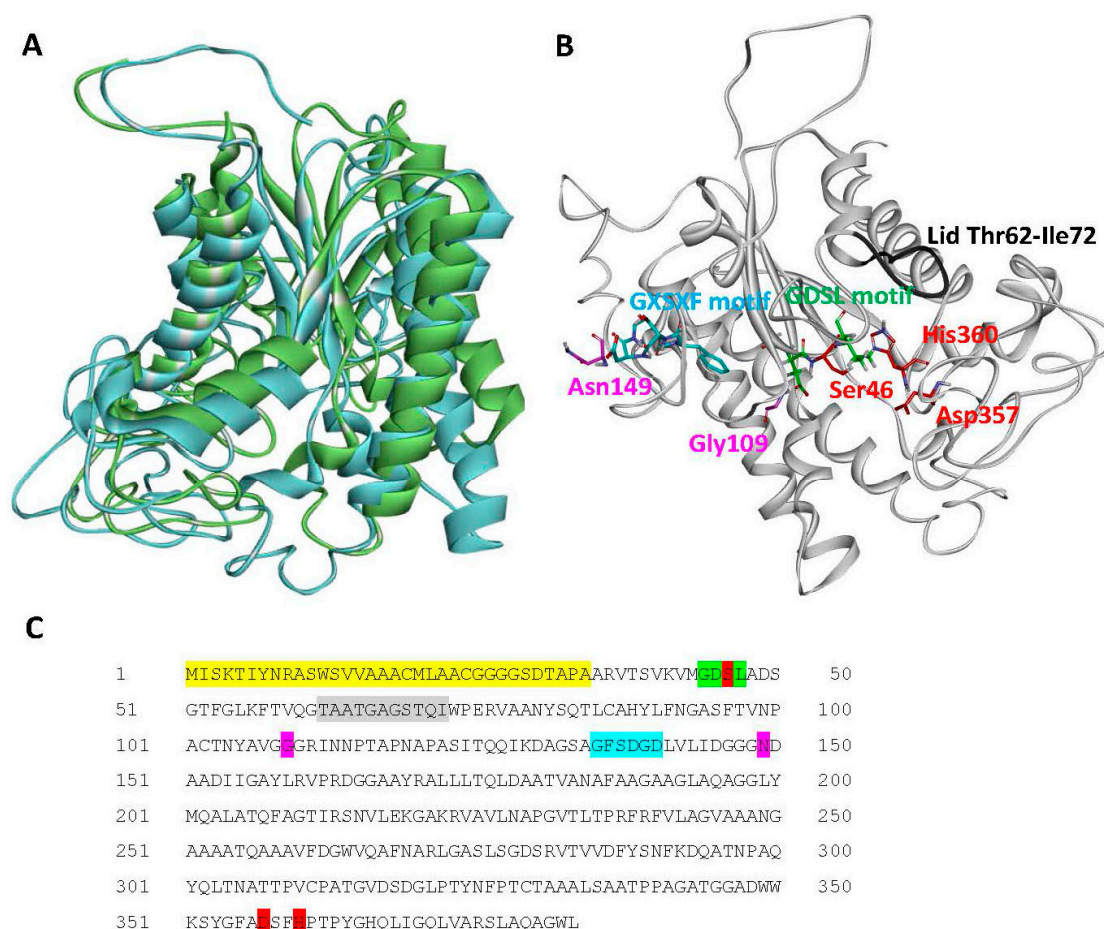 A
B
Lid Thr62-Ile72
GXSXF motif
GDSL motif
His360
Asn149
Ser46
Asp357
Gly109
C
1 MISKTIYNRASWSVVAAACMLAACGGGGSDTAPAARVTSVKVMGDSLADS 50
51 GTFGLKFTVQGTAATGAGSTQIWPERVAANYSQTLCAHYLFNGASFTVNP 100
101 ACTNYAVGGGRINNPTAPNAPASITQQIKDAGSAGFSDGDLVLIDGGGND 150
151 AADIIGAYLRVPRDGGAAYRALLLTQLDAATVANAFAAGAAGLAQAGGLY 200
201 MQALATQFAGTIRSNVLEKGAKRVAVLNAPGVTLTPRFRFVLAGVAAANG 250
251 AAAATQAAAVFDGWVQAFNARLGASLSGDSRVTVVDFYSNFKDQATNPAQ 300
301 YQLTNATTPVCPATGVDSDGLPTYNFPTCTAAALSAATPPAGATGGADWW 350
351 KSYGFADSFHPTPYGHQLIGQLVARSLAQAGWL